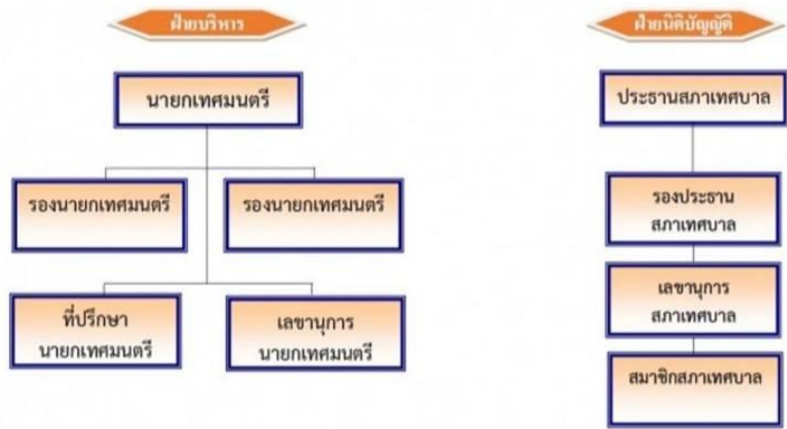 ฝ่ายบริหาร
นายกเทศมนตรี
รองนายกเทศมนตรี
รองนายกเทศมนตรี
ที่ปรึกษา
นายกเทศมนตรี
เลขานุการ
นายกเทศมนตรี
ฝ่ายนิติบัญญัติ
ประธานสภาเทศบาล
รองประธาน
สภาเทศบาล
เลขานุการ
สภาเทศบาล
สมาชิกสภาเทศบาล